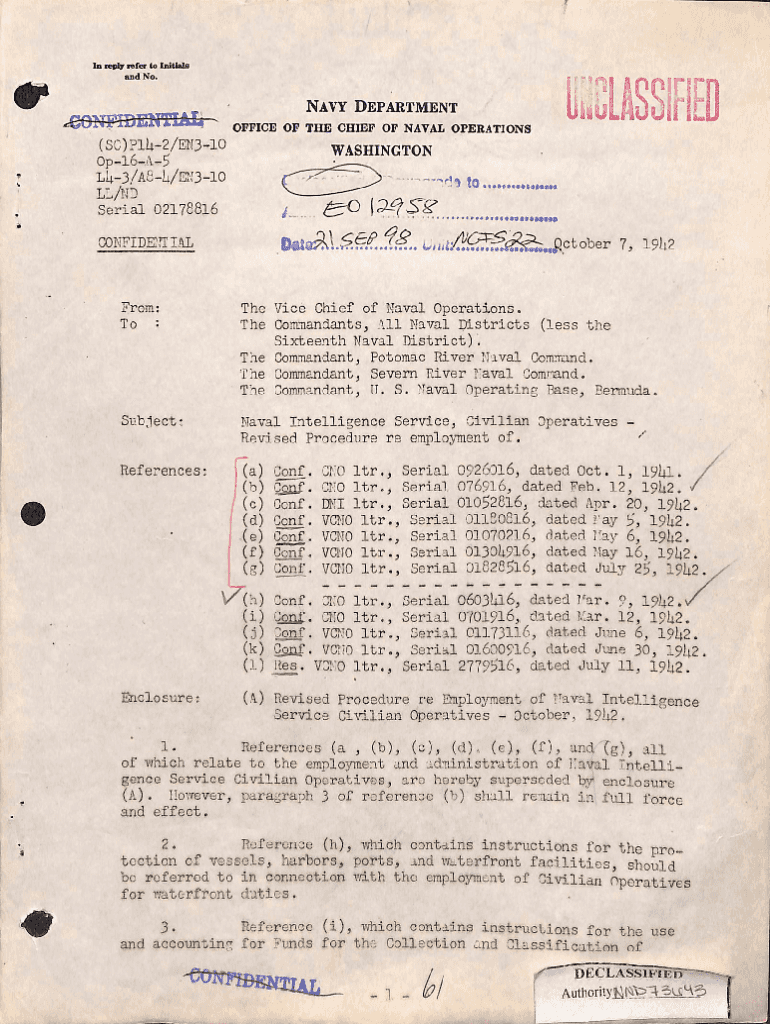 In reply refer to Initials
and No.
UNCLASSIFIED
NAVY DEPARTMENT
CONFIDENTIAL
OFFICE OF THE CHIEF OF NAVAL OPERATIONS
(SC)P14-2/EN3-10
WASHINGTON
Op-16-A-5
L4-3/A8-4/EN3-10
to
LL/ND
EO 12958
Serial 02178816
CONFIDENTIAL
Date 21 SEP 98 October 7, 1942
From: The Vice Chief of Naval Operations.
To : The Commandants, All Naval Districts (less the
Sixteenth Naval District).
The Commandant, Potomac River Naval Command.
The Commandant, Severn River Naval Command.
The Commandant, U. S. Naval Operating Base, Bermuda.
Subject: Naval Intelligence Service, Civilian Operatives -
Revised Procedure re employment of.
References: (a) Conf. CNO ltr., Serial 0926016, dated Oct. 1, 1941.
(b) Conf. CNO ltr., Serial 076916, dated Feb. 12, 1942.
(c) Conf. DNI ltr., Serial 01052816, dated Apr. 20, 1942.
(d) Conf. VCNO ltr., Serial 01180816, dated May 5, 1942.
(e) Conf. VCNO ltr., Serial 01070216, dated May 6, 1942.
(f) Conf. VCNO ltr., Serial 01304916, dated May 16, 1942.
(g) Conf. VCNO ltr., Serial 01828516, dated July 25, 1942.
- - - - - - - - - - - - - - - - - -
(h) Conf. CNO ltr., Serial 0603416, dated Mar. 9, 1942.
(i) Conf. CNO ltr., Serial 0701916, dated Mar. 12, 1942.
(j) Conf. VCNO ltr., Serial 01173116, dated June 6, 1942.
(k) Conf. VCNO ltr., Serial 01600916, dated June 30, 1942.
(l) Res. VCNO ltr., Serial 2779516, dated July 11, 1942.
Enclosure: (A) Revised Procedure re Employment of Naval Intelligence
Service Civilian Operatives - October, 1942.
1. References (a , (b), (c), (d), (e), (f), and (g), all
of which relate to the employment and administration of Naval Intelli-
gence Service Civilian Operatives, are hereby superseded by enclosure
(A). However, paragraph 3 of reference (b) shall remain in full force
and effect.
2. Reference (h), which contains instructions for the pro-
tection of vessels, harbors, ports, and waterfront facilities, should
be referred to in connection with the employment of Civilian Operatives
for waterfront duties.
3. Reference (i), which contains instructions for the use
and accounting for Funds for the Collection and Classification of
CONFIDENTIAL
- 1 - 61
DECLASSIFIED
Authority NND 73643